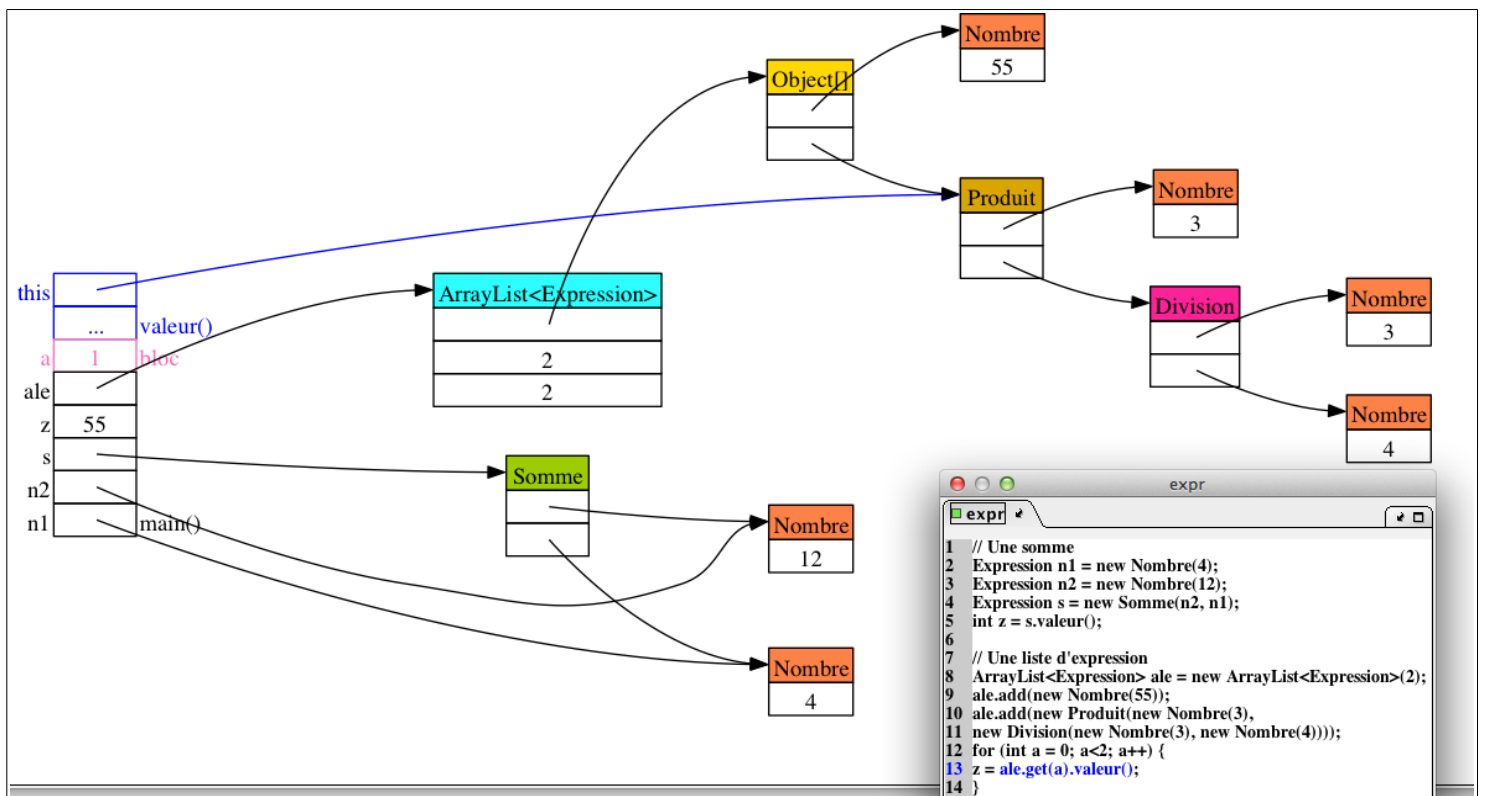 Nombre
55
Object[]
Produit
Nombre
3
this
... valeur()
a 1 bloc
ale
z 55
s
n2
n1 main()
ArrayList<Expression>
2
2
Division
Nombre
3
Nombre
4
Somme
Nombre
12
Nombre
4
expr
expr
1 // Une somme
2 Expression n1 = new Nombre(4);
3 Expression n2 = new Nombre(12);
4 Expression s = new Somme(n2, n1);
5 int z = s.valeur();
6
7 // Une liste d'expression
8 ArrayList<Expression> ale = new ArrayList<Expression>(2);
9 ale.add(new Nombre(55));
10 ale.add(new Produit(new Nombre(3),
11 new Division(new Nombre(3), new Nombre(4))));
12 for (int a = 0; a<2; a++) {
13 z = ale.get(a).valeur();
14 }